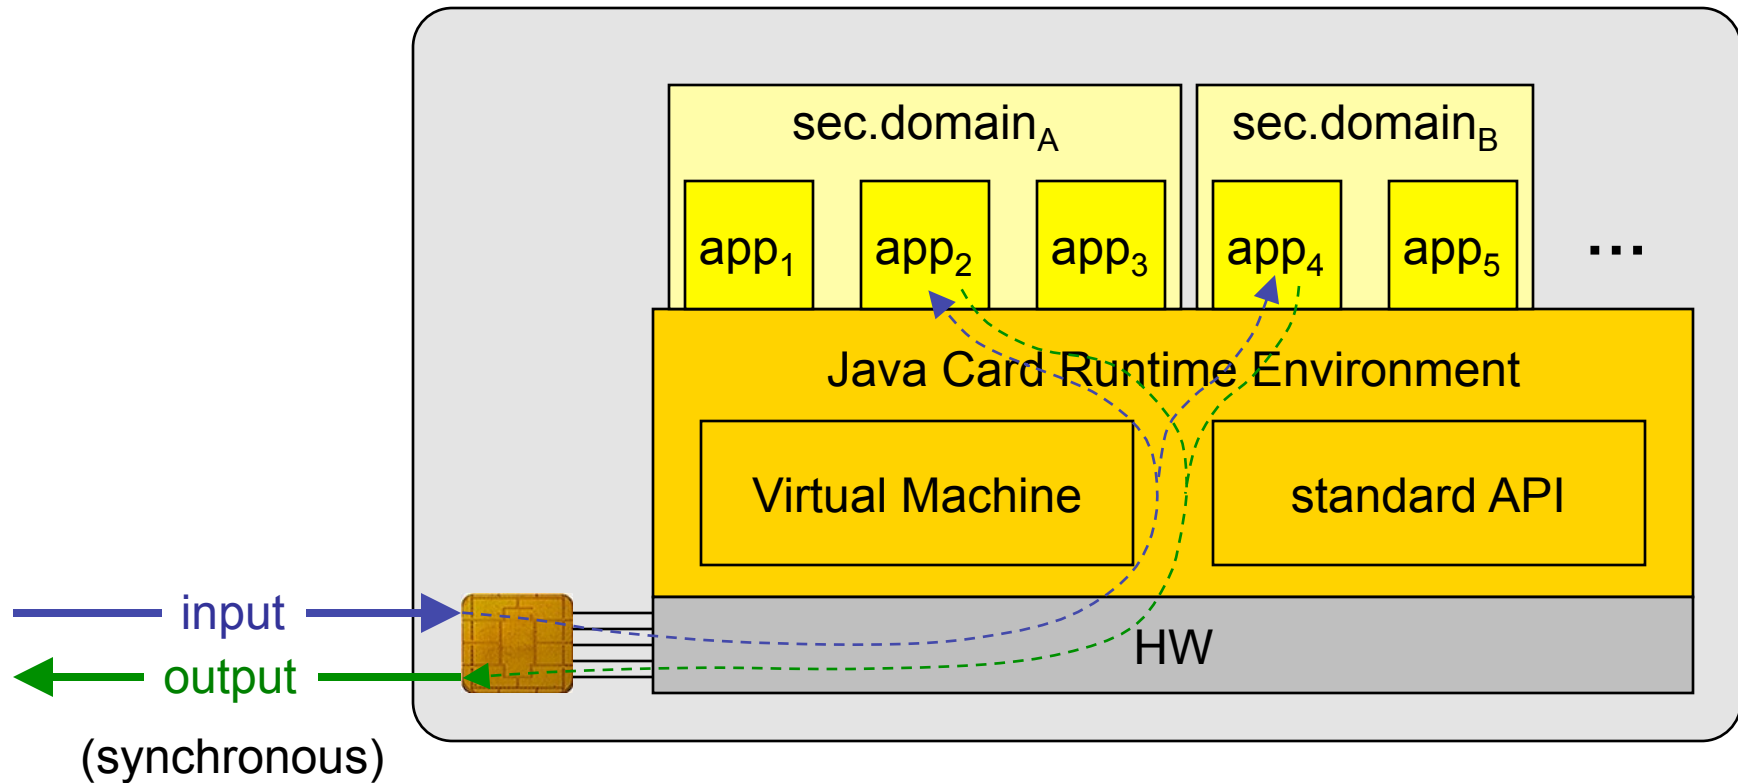 sec.domainA sec.domainB
app1 app2 app3 app4 app5 ...
Java Card Runtime Environment
Virtual Machine standard API
input
HW
output
(synchronous)